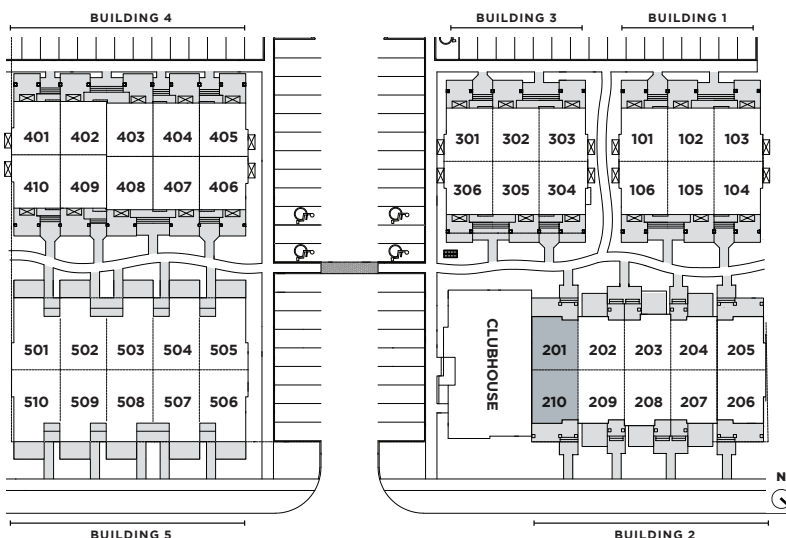 BUILDING 4
BUILDING 3
BUILDING 1
401 402 403 404 405
410 409 408 407 406
301 302 303
306 305 304
101 102 103
106 105 104
501 502 503 504 505
510 509 508 507 506
CLUBHOUSE
201 202 203 204 205
210 209 208 207 206
N
BUILDING 5
BUILDING 2